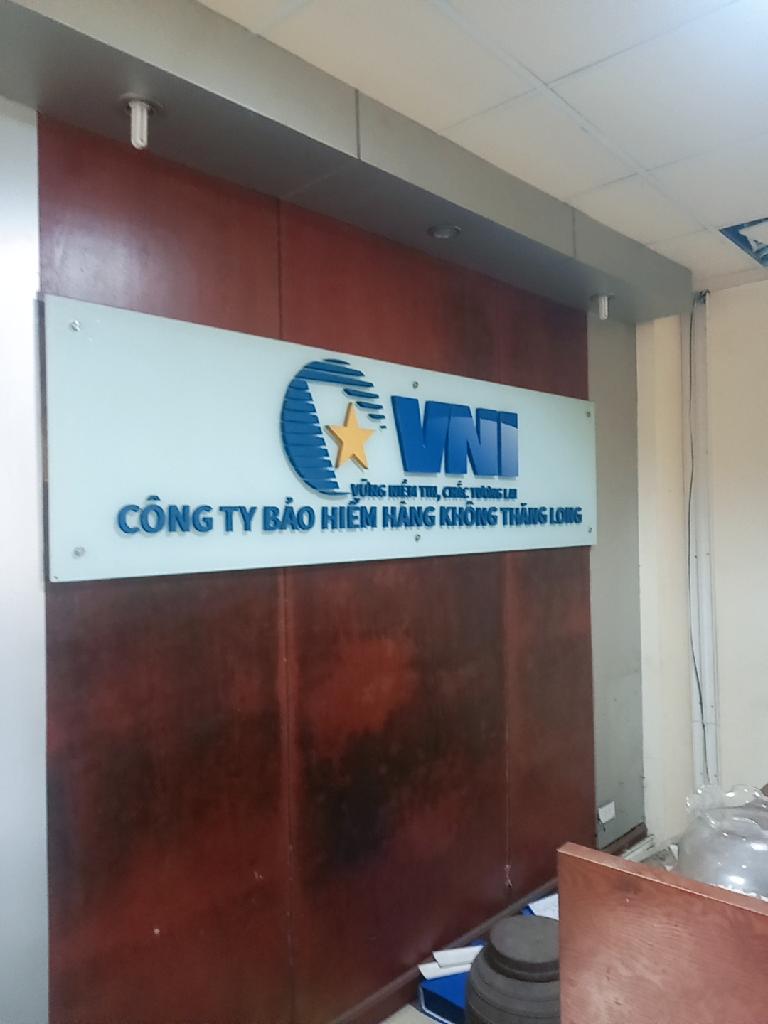 VNI
VỮNG NIỀM TIN, CHẮC TƯƠNG LAI
CÔNG TY BẢO HIỂM HÀNG KHÔNG THĂNG LONG